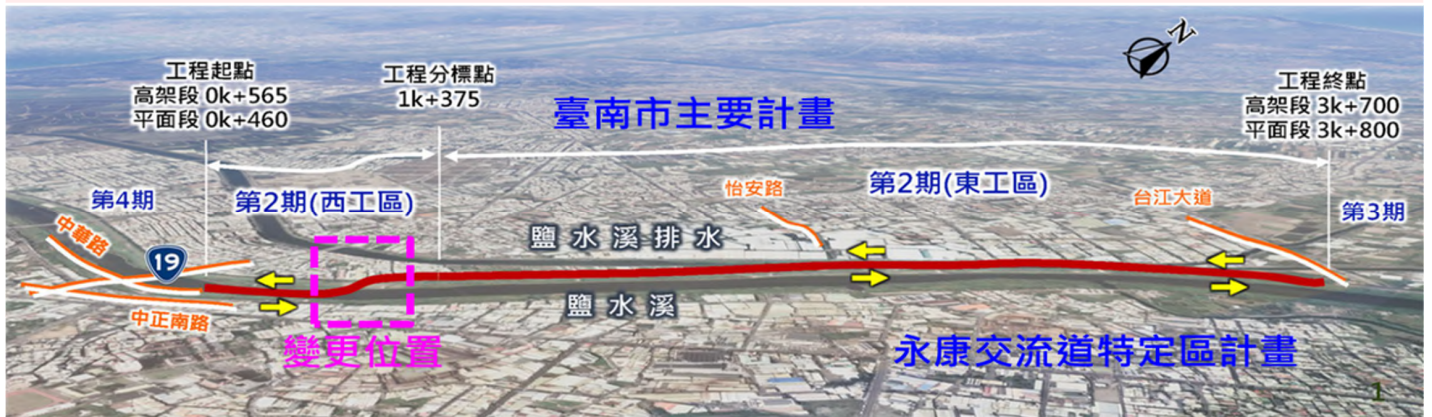 N
工程起點
高架段 0k+565
平面段 0k+460
工程分標點
1k+375
臺南市主要計畫
工程終點
高架段 3k+700
平面段 3k+800
第4期
第2期(西工區)
怡安路
第2期(東工區)
台江大道
第3期
中華路
19
鹽水溪排水
鹽水溪
中正南路
變更位置
永康交流道特定區計畫
1